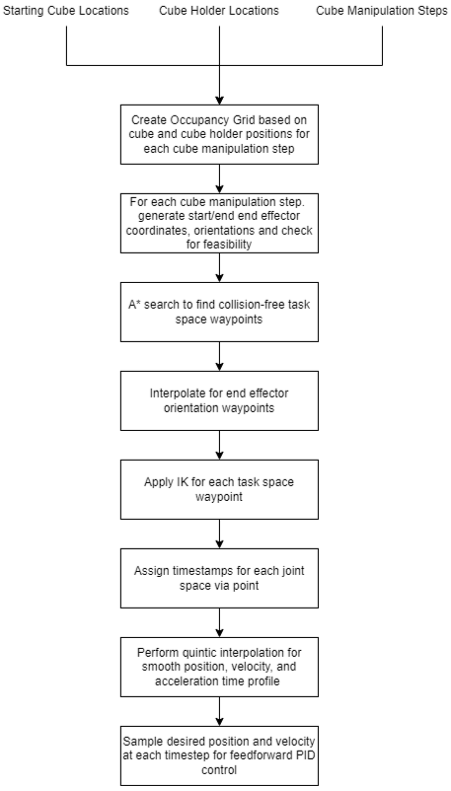 Starting Cube Locations
Cube Holder Locations
Cube Manipulation Steps
Create Occupancy Grid based on
cube and cube holder positions for
each cube manipulation step
For each cube manipulation step.
generate start/end end effector
coordinates, orientations and check
for feasibility
A* search to find collision-free task
space waypoints
Interpolate for end effector
orientation waypoints
Apply IK for each task space
waypoint
Assign timestamps for each joint
space via point
Perform quintic interpolation for
smooth position, velocity, and
acceleration time profile
Sample desired position and velocity
at each timestep for feedforward PID
control